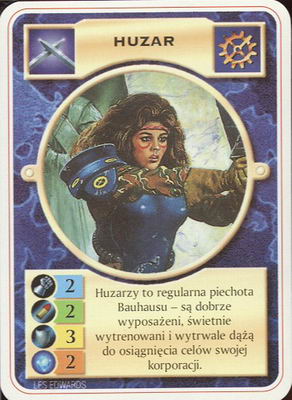 HUZAR
Huzarzy to regularna piechota
Bauhausu – są dobrze
wyposażeni, świetnie
wytrenowani i wytrwale dążą
do osiągnięcia celów swojej
korporacji.
2
2
3
2
LES EDWARDS